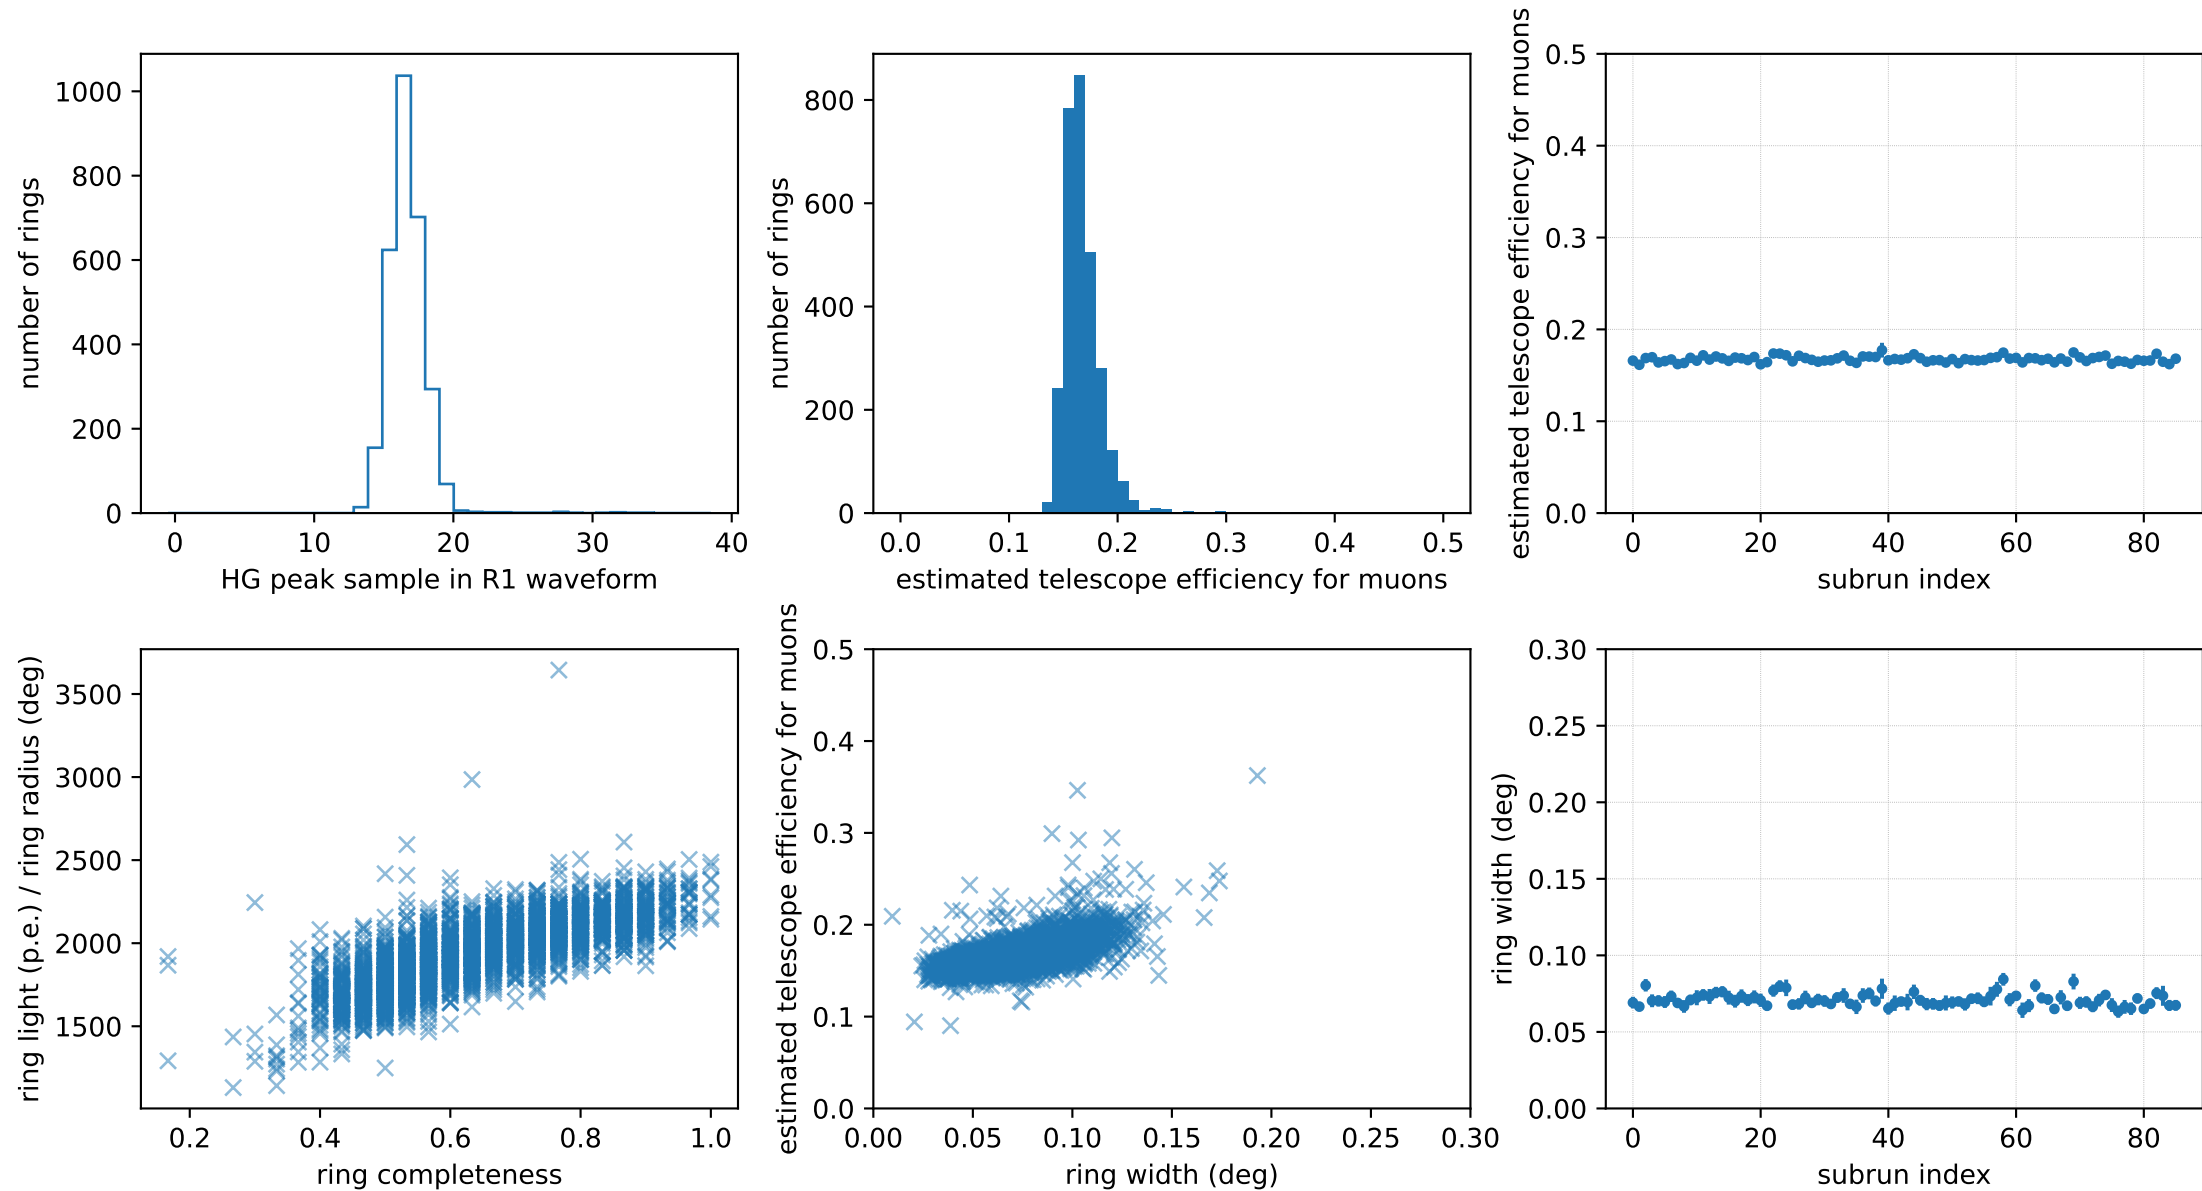 number of rings
1000
800
600
400
200
0
0 10 20 30 40
HG peak sample in R1 waveform
number of rings
800
600
400
200
0
0.0 0.1 0.2 0.3 0.4 0.5
estimated telescope efficiency for muons
estimated telescope efficiency for muons
0.5
0.4
0.3
0.2
0.1
0.0
0 20 40 60 80
subrun index
ring light (p.e.) / ring radius (deg)
3500
3000
2500
2000
1500
0.2 0.4 0.6 0.8 1.0
ring completeness
estimated telescope efficiency for muons
0.5
0.4
0.3
0.2
0.1
0.0
0.00 0.05 0.10 0.15 0.20 0.25 0.30
ring width (deg)
ring width (deg)
0.30
0.25
0.20
0.15
0.10
0.05
0.00
0 20 40 60 80
subrun index